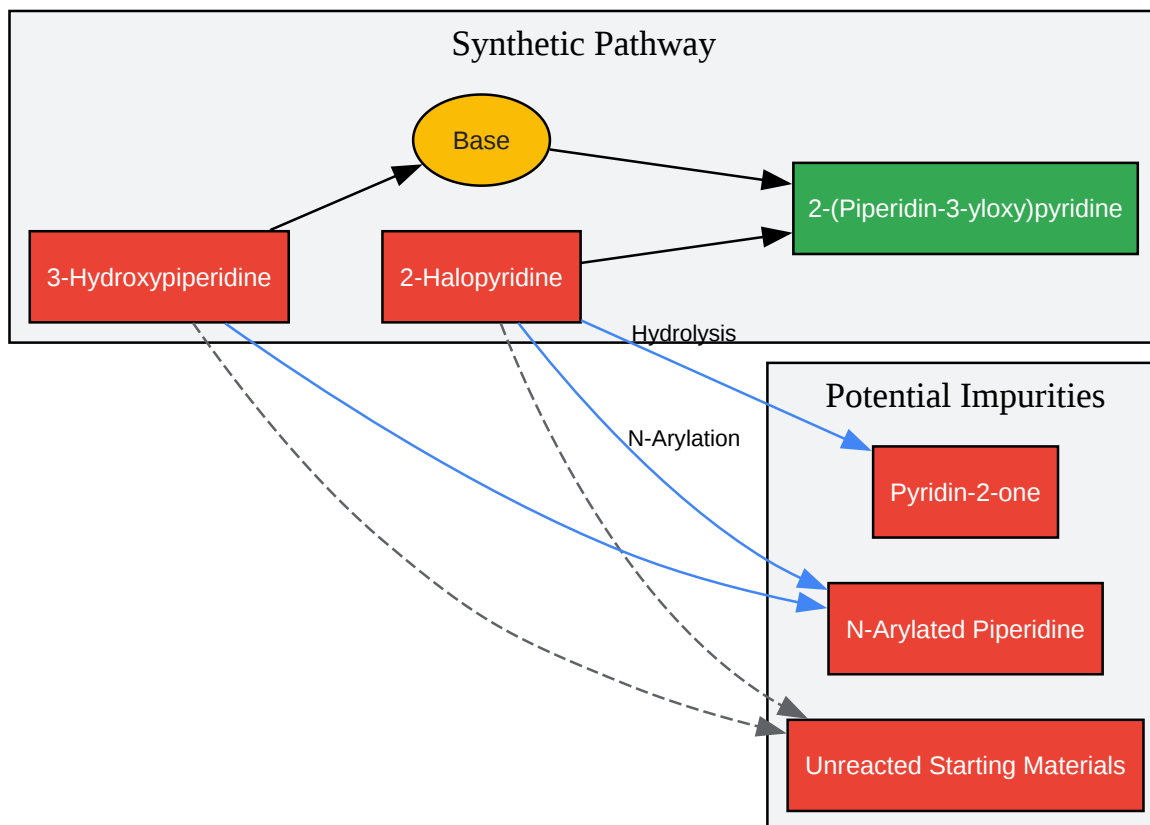 Synthetic Pathway
Base
2-(Piperidin-3-yloxy)pyridine
3-Hydroxypiperidine
2-Halopyridine
Hydrolysis
Potential Impurities
N-Arylation
Pyridin-2-one
N-Arylated Piperidine
Unreacted Starting Materials